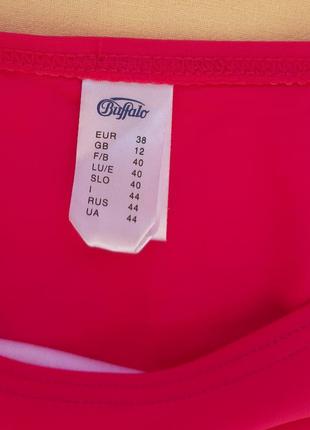 Buffalo
EUR 38
GB 12
F/B 40
LU/E 40
SLO 40
I 44
RUS 44
UA 44